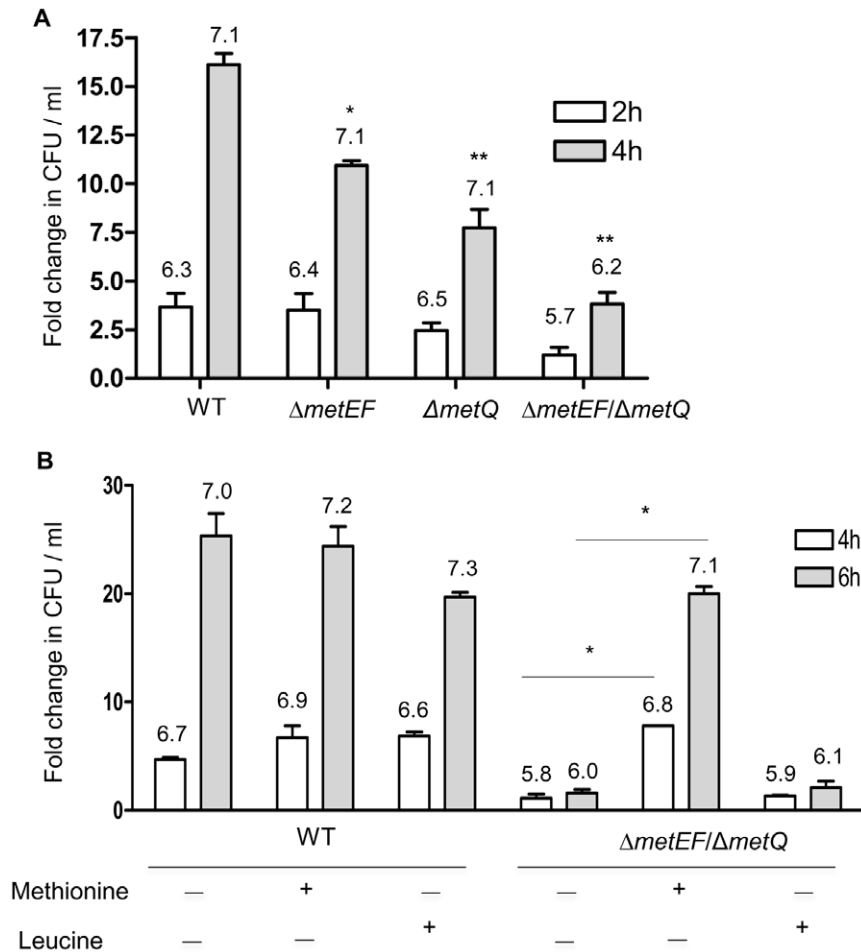 A
Fold change in CFU / ml
17.5
15.0
12.5
10.0
7.5
5.0
2.5
0.0
7.1
*
7.1
**
7.1
**
6.2
6.3
6.4
6.5
5.7
2h
4h
WT
ΔmetEF
ΔmetQ
ΔmetEF/ΔmetQ
B
Fold change in CFU / ml
30
20
10
0
7.0
7.2
7.3
*
7.1
*
6.7
6.9
6.6
5.8
6.0
6.8
5.9
6.1
4h
6h
WT
ΔmetEF/ΔmetQ
Methionine — + — — + —
Leucine — — + — — +